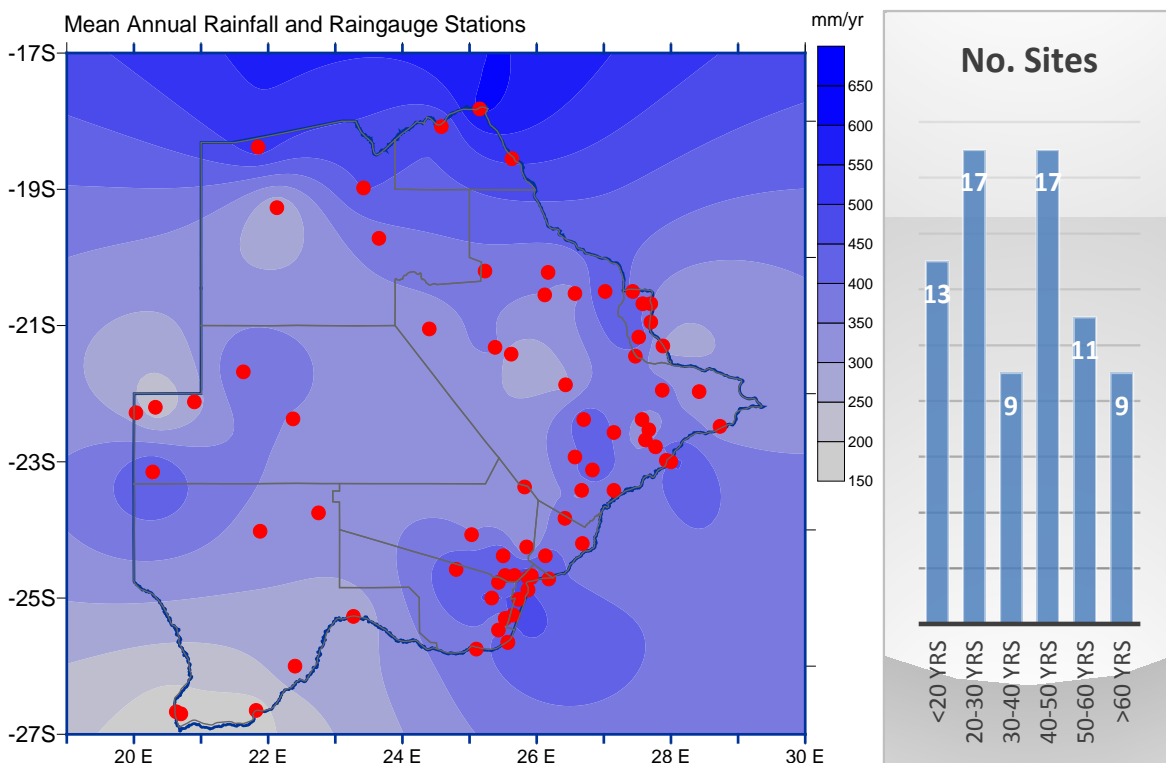 Mean Annual Rainfall and Raingauge Stations
mm/yr
-17S
-19S
-21S
-23S
-25S
-27S
20 E
22 E
24 E
26 E
28 E
30 E
650
600
550
500
450
400
350
300
250
200
150
No. Sites
13
17
9
17
11
9
<20 YRS
20-30 YRS
30-40 YRS
40-50 YRS
50-60 YRS
>60 YRS